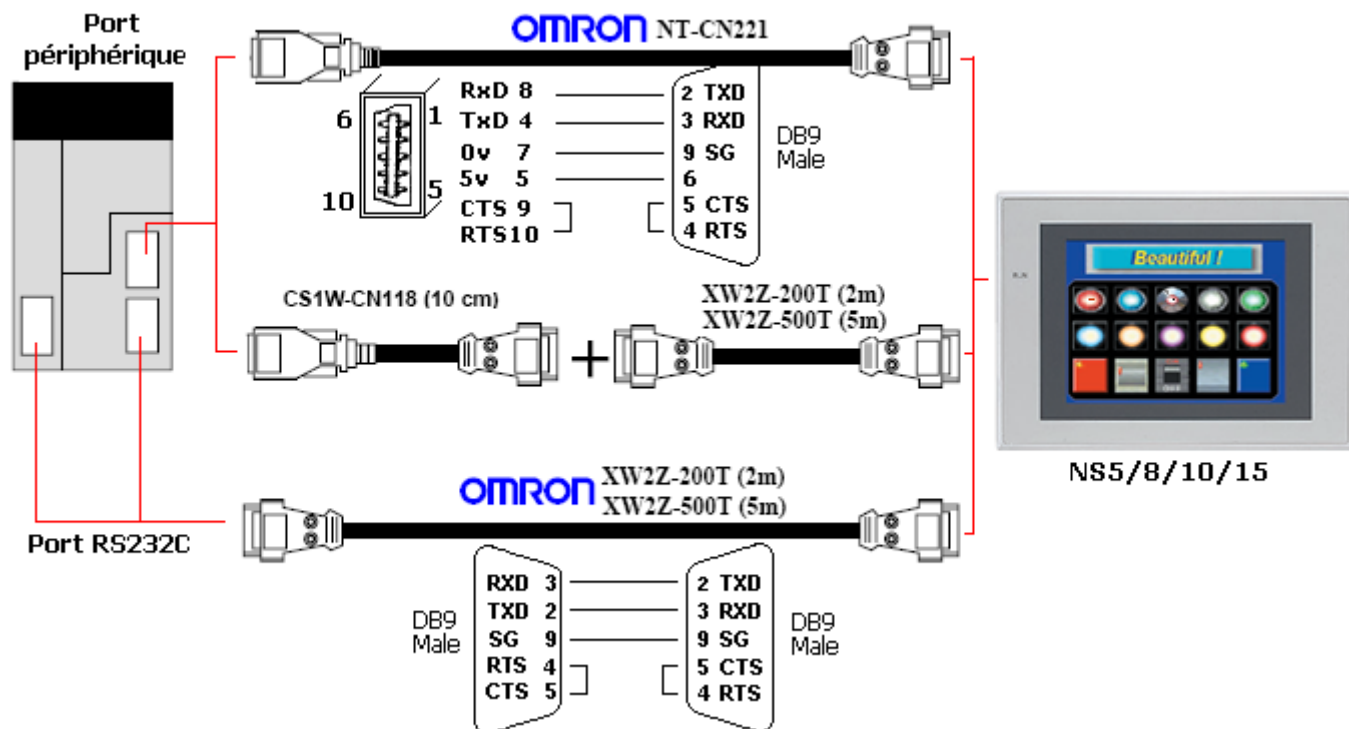 Port
périphérique
OMRON NT-CN221
6
1
10
5
RxD 8
TxD 4
0v 7
5v 5
CTS 9
RTS10
2 TXD
3 RXD
9 SG
6
5 CTS
4 RTS
DB9
Male
Beautiful !
CS1W-CN118 (10 cm)
+
XW2Z-200T (2m)
XW2Z-500T (5m)
NS5/8/10/15
OMRON
XW2Z-200T (2m)
XW2Z-500T (5m)
Port RS232C
DB9
Male
RXD 3
TXD 2
SG 9
RTS 4
CTS 5
2 TXD
3 RXD
9 SG
5 CTS
4 RTS
DB9
Male